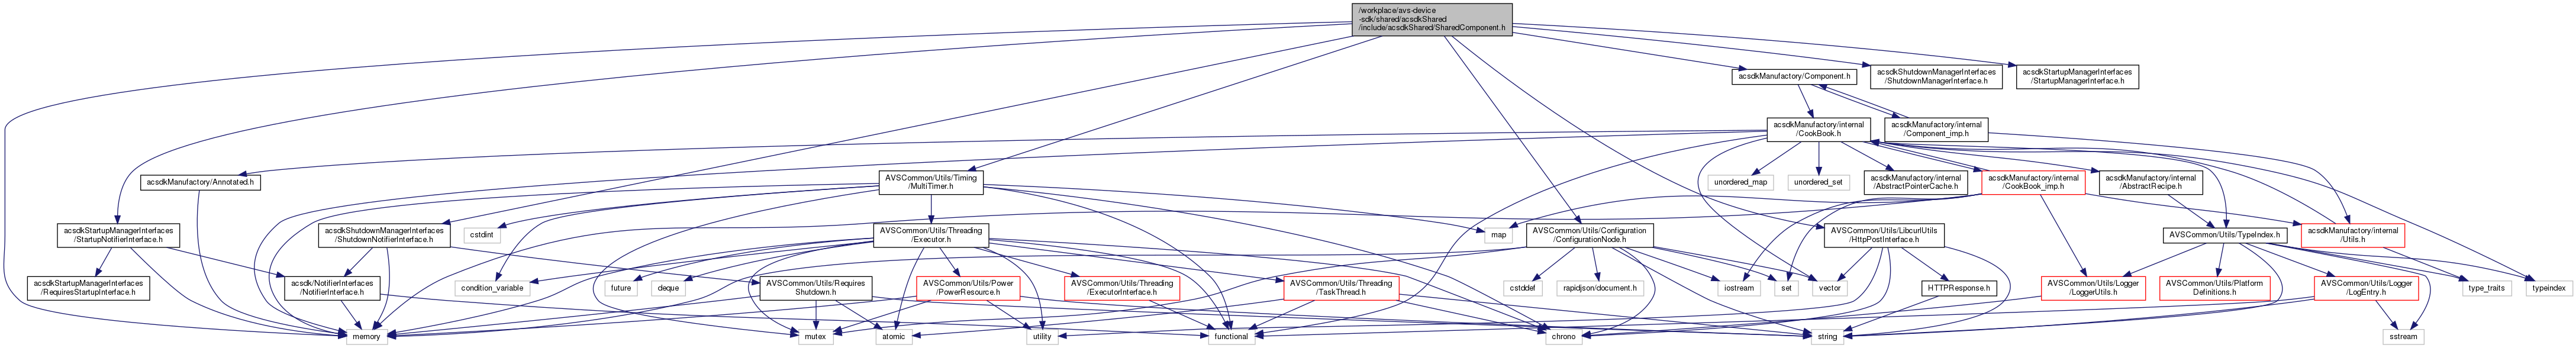 /workplace/avs-device
-sdk/shared/acsdkShared
/include/acsdkShared/SharedComponent.h
acsdkManufactory/Component.h
acsdkShutdownManagerInterfaces
/ShutdownManagerInterface.h
acsdkStartupManagerInterfaces
/StartupManagerInterface.h
acsdkManufactory/internal
/CookBook.h
acsdkManufactory/internal
/Component_imp.h
acsdkManufactory/Annotated.h
AVSCommon/Utils/Timing
/MultiTimer.h
unordered_map
unordered_set
acsdkManufactory/internal
/AbstractPointerCache.h
acsdkManufactory/internal
/CookBook_imp.h
acsdkManufactory/internal
/AbstractRecipe.h
acsdkStartupManagerInterfaces
/StartupNotifierInterface.h
acsdkShutdownManagerInterfaces
/ShutdownNotifierInterface.h
cstdint
AVSCommon/Utils/Threading
/Executor.h
map
AVSCommon/Utils/Configuration
/ConfigurationNode.h
AVSCommon/Utils/LibcurlUtils
/HttpPostInterface.h
AVSCommon/Utils/TypeIndex.h
acsdkManufactory/internal
/Utils.h
acsdkStartupManagerInterfaces
/RequiresStartupInterface.h
acsdk/NotifierInterfaces
/NotifierInterface.h
condition_variable
future
deque
AVSCommon/Utils/Requires
Shutdown.h
AVSCommon/Utils/Power
/PowerResource.h
AVSCommon/Utils/Threading
/ExecutorInterface.h
AVSCommon/Utils/Threading
/TaskThread.h
cstddef
rapidjson/document.h
iostream
set
vector
HTTPResponse.h
AVSCommon/Utils/Logger
/LoggerUtils.h
AVSCommon/Utils/Platform
Definitions.h
AVSCommon/Utils/Logger
/LogEntry.h
type_traits
typeindex
memory
mutex
atomic
utility
functional
chrono
string
sstream